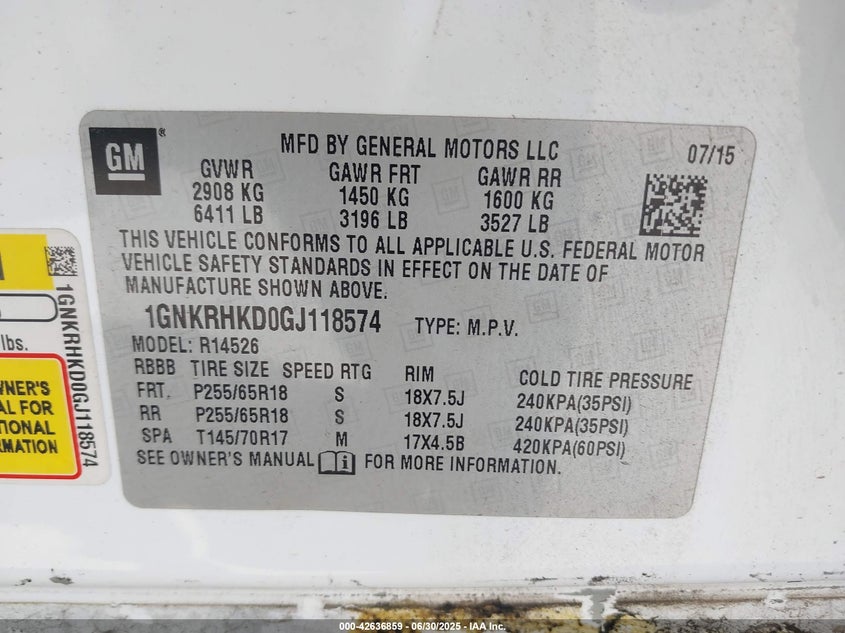 GM
®
MFD BY GENERAL MOTORS LLC 07/15
GVWR GAWR FRT GAWR RR
2908 KG 1450 KG 1600 KG
6411 LB 3196 LB 3527 LB
THIS VEHICLE CONFORMS TO ALL APPLICABLE U.S. FEDERAL MOTOR
VEHICLE SAFETY STANDARDS IN EFFECT ON THE DATE OF
MANUFACTURE SHOWN ABOVE.
1GNKRHKD0GJ118574 TYPE: M.P.V.
MODEL: R14526
RBBB TIRE SIZE SPEED RTG RIM COLD TIRE PRESSURE
FRT. P255/65R18 S 18X7.5J 240KPA(35PSI)
RR P255/65R18 S 18X7.5J 240KPA(35PSI)
SPA T145/70R17 M 17X4.5B 420KPA(60PSI)
SEE OWNER'S MANUAL FOR MORE INFORMATION.
1GNKRHKD0GJ118574
lbs.
WNER'S
AL FOR
TIONAL
RMATION
000-42636859 - 06/30/2025 - IAA Inc.